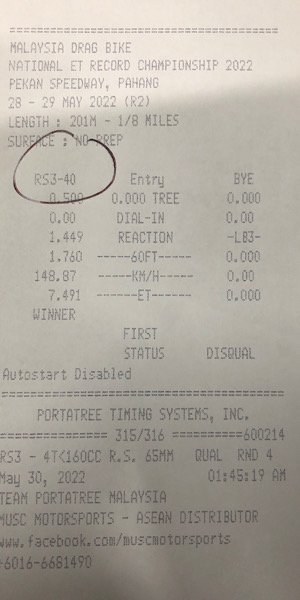 ================================
MALAYSIA DRAG BIKE
NATIONAL ET RECORD CHAMPIONSHIP 2022
PEKAN SPEEDWAY, PAHANG
28 - 29 MAY 2022 (R2)
LENGTH : 201M - 1/8 MILES
SURFACE : NO PREP
RS3-40 Entry BYE
0.500 0.000 TREE 0.000
0.00 DIAL-IN 0.00
1.449 REACTION -LB3-
1.760 ------60FT----- 0.000
148.87 ------KM/H----- 0.00
7.491 -------ET------ 0.000
WINNER
FIRST
STATUS DISQUAL
Autostart Disabled
================================
PORTATREE TIMING SYSTEMS, INC.
============== 315/316 ==========600214
RS3 - 4T<160CC R.S. 65MM QUAL RND 4
May 30, 2022 01:45:19 AM
TEAM PORTATREE MALAYSIA
MUSC MOTORSPORTS - ASEAN DISTRIBUTOR
www.facebook.com/muscmotorsports
+6016-6681490